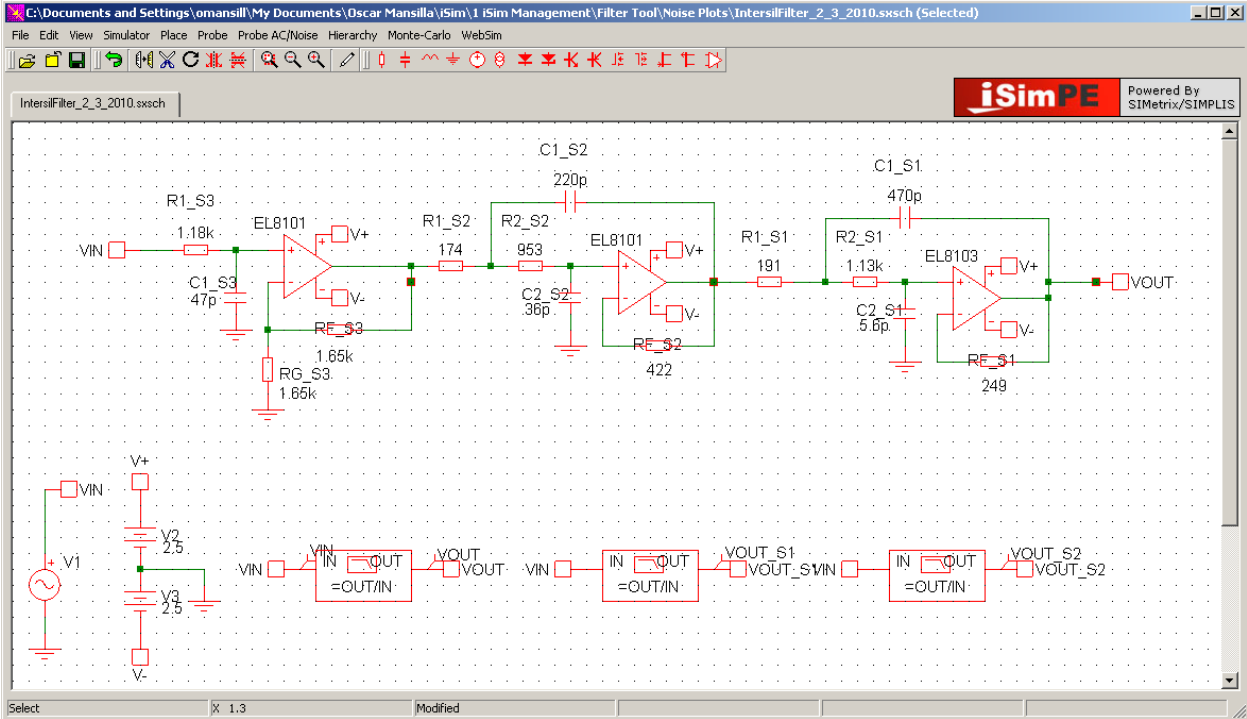 C:\Documents and Settings\omansill\My Documents\Oscar Mansilla\iSim\1 iSim Management\Filter Tool\Noise Plots\IntersilFilter_2_3_2010.sxsch (Selected)
File Edit View Simulator Place Probe Probe AC/Noise Hierarchy Monte-Carlo WebSim
IntersilFilter_2_3_2010.sxsch
iSimPE
Powered By
SIMetrix/SIMPLIS
C1_S2
220p
C1_S1
470p
R1_S3
1.18k
EL8101
V+
V-
VIN
C1_S3
47p
RF_S3
1.65k
RG_S3
1.65k
R1_S2
174
R2_S2
953
EL8101
V+
V-
C2_S2
36p
RF_S2
422
R1_S1
191
R2_S1
1.13k
EL8103
V+
V-
VOUT
C2_S1
5.6p
RF_S1
249
V+
VIN
V1
V2
2.5
V3
2.5
V-
VIN
VIN
IN OUT
=OUT/IN
VOUT
VOUT
VIN
IN OUT
=OUT/IN
VOUT_S1
VOUT_S1
VIN
IN OUT
=OUT/IN
VOUT_S2
VOUT_S2
Select X 1.3 Modified